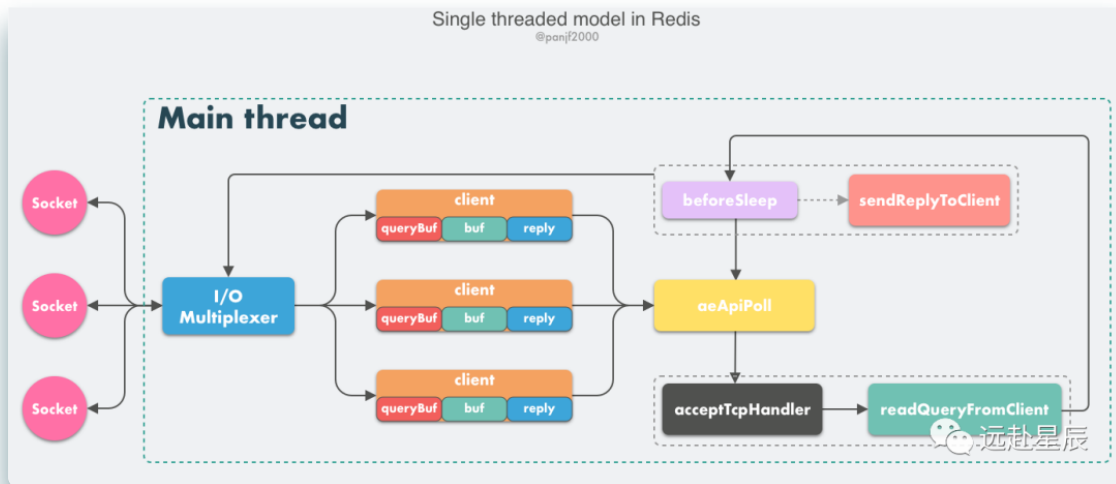 Single threaded model in Redis
@panjf2000
Main thread
Socket
Socket
Socket
I/O
Multiplexer
client
queryBuf buf reply
client
queryBuf buf reply
client
queryBuf buf reply
beforeSleep
sendReplyToClient
aeApiPoll
acceptTcpHandler
readQueryFromClient
远赴星辰